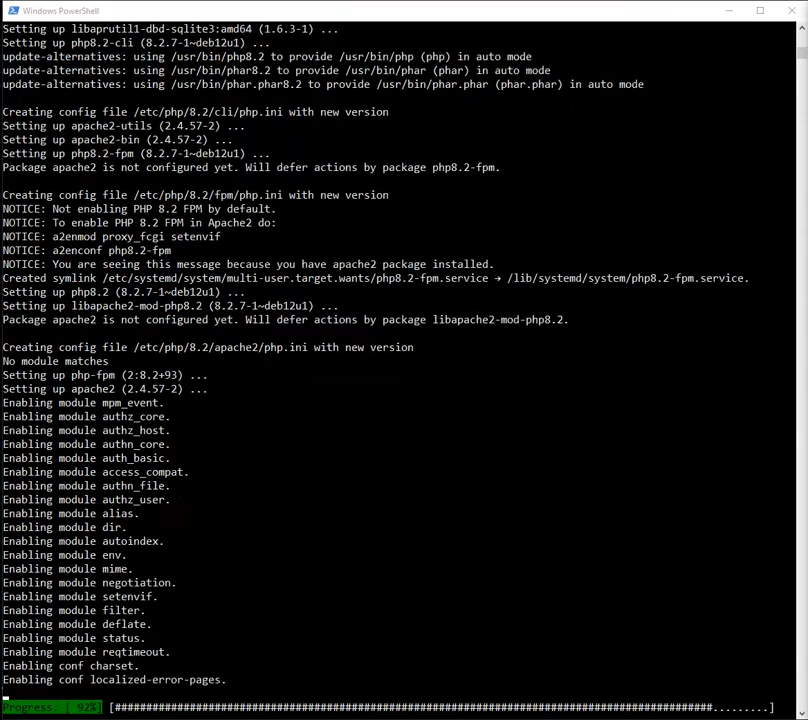 Windows PowerShell
Setting up libaprutil1-dbd-sqlite3:amd64 (1.6.3-1) ...
Setting up php8.2-cli (8.2.7-1~deb12u1) ...
update-alternatives: using /usr/bin/php8.2 to provide /usr/bin/php (php) in auto mode
update-alternatives: using /usr/bin/phar8.2 to provide /usr/bin/phar (phar) in auto mode
update-alternatives: using /usr/bin/phar.phar8.2 to provide /usr/bin/phar.phar (phar.phar) in auto mode
Creating config file /etc/php/8.2/cli/php.ini with new version
Setting up apache2-utils (2.4.57-2) ...
Setting up apache2-bin (2.4.57-2) ...
Setting up php8.2-fpm (8.2.7-1~deb12u1) ...
Package apache2 is not configured yet. Will defer actions by package php8.2-fpm.
Creating config file /etc/php/8.2/fpm/php.ini with new version
NOTICE: Not enabling PHP 8.2 FPM by default.
NOTICE: To enable PHP 8.2 FPM in Apache2 do:
NOTICE: a2enmod proxy_fcgi setenvif
NOTICE: a2enconf php8.2-fpm
NOTICE: You are seeing this message because you have apache2 package installed.
Created symlink /etc/systemd/system/multi-user.target.wants/php8.2-fpm.service → /lib/systemd/system/php8.2-fpm.service.
Setting up php8.2 (8.2.7-1~deb12u1) ...
Setting up libapache2-mod-php8.2 (8.2.7-1~deb12u1) ...
Package apache2 is not configured yet. Will defer actions by package libapache2-mod-php8.2.
Creating config file /etc/php/8.2/apache2/php.ini with new version
No module matches
Setting up php-fpm (2:8.2+93) ...
Setting up apache2 (2.4.57-2) ...
Enabling module mpm_event.
Enabling module authz_core.
Enabling module authz_host.
Enabling module authn_core.
Enabling module auth_basic.
Enabling module access_compat.
Enabling module authn_file.
Enabling module authz_user.
Enabling module alias.
Enabling module dir.
Enabling module autoindex.
Enabling module env.
Enabling module mime.
Enabling module negotiation.
Enabling module setenvif.
Enabling module filter.
Enabling module deflate.
Enabling module status.
Enabling module reqtimeout.
Enabling conf charset.
Enabling conf localized-error-pages.
Progress: [ 92%] [###################################################################################################.........]